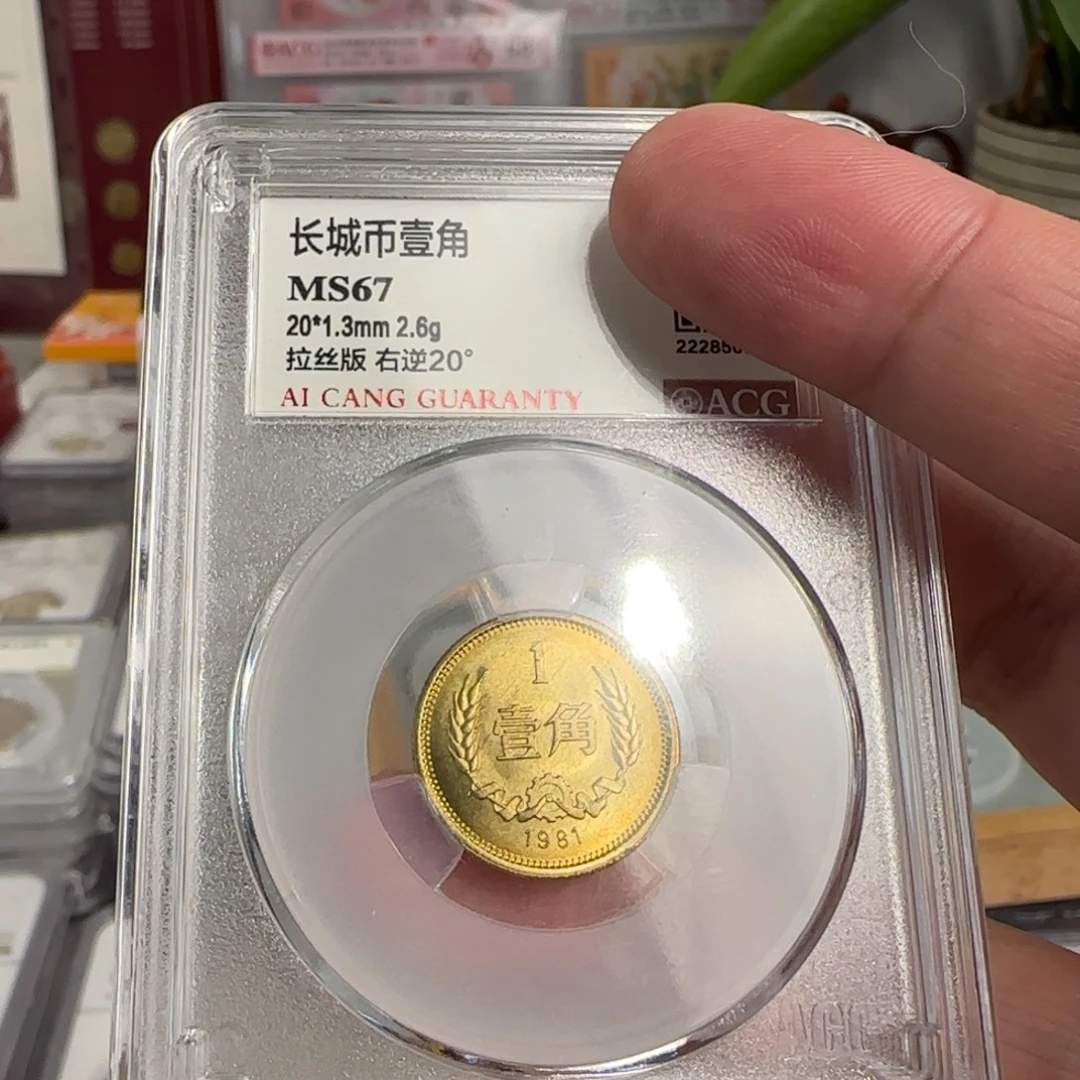 长城币壹角
MS67
20*1.3mm 2.6g
拉丝版 右逆20°
22285
AI CANG GUARANTY
ACG
1
壹角
1981